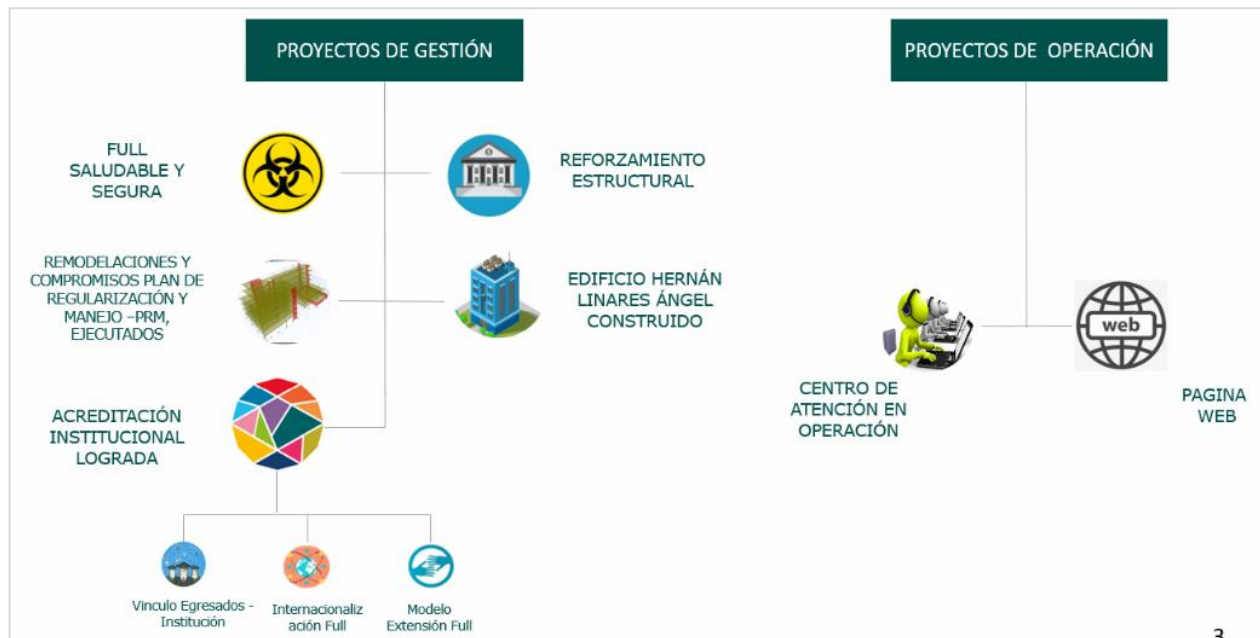 PROYECTOS DE GESTIÓN
PROYECTOS DE OPERACIÓN
FULL
SALUDABLE Y
SEGURA
REFORZAMIENTO
ESTRUCTURAL
REMODELACIONES Y
COMPROMISOS PLAN DE
REGULARIZACIÓN Y
MANEJO –PRM,
EJECUTADOS
EDIFICIO HERNÁN
LINARES ÁNGEL
CONSTRUIDO
ACREDITACIÓN
INSTITUCIONAL
LOGRADA
Vinculo Egresados -
Institución
Internacionaliz
ación Full
Modelo
Extensión Full
web
CENTRO DE
ATENCIÓN EN
OPERACIÓN
PAGINA
WEB
3